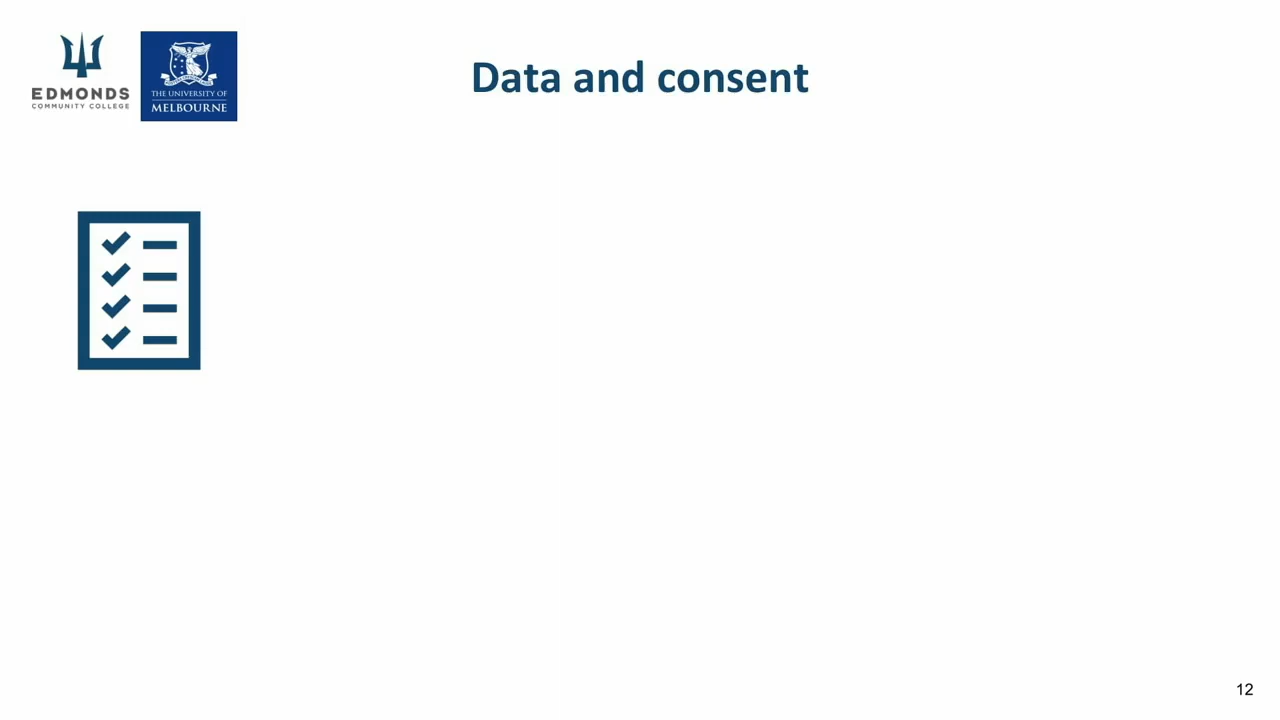 EDMONDS
COMMUNITY COLLEGE
THE UNIVERSITY OF
MELBOURNE
Data and consent
12